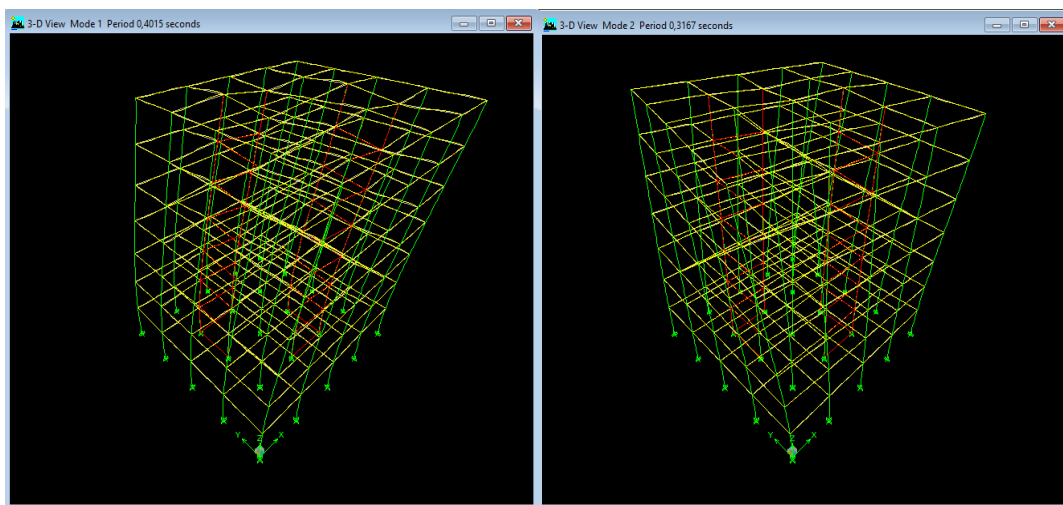 3-D View Mode 1 Period 0,4015 seconds
3-D View Mode 2 Period 0,3167 seconds
Y Z X
Y Z X